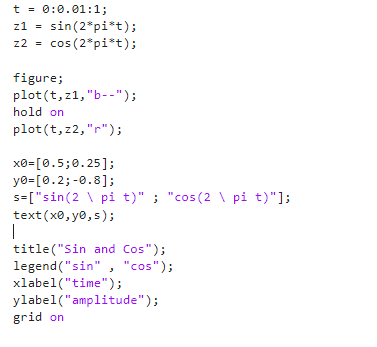 t = 0:0.01:1;
z1 = sin(2*pi*t);
z2 = cos(2*pi*t);
figure;
plot(t,z1,"b--");
hold on
plot(t,z2,"r");
x0=[0.5;0.25];
y0=[0.2;-0.8];
s=["sin(2 \ pi t)" ; "cos(2 \ pi t)"];
text(x0,y0,s);
title("Sin and Cos");
legend("sin" , "cos");
xlabel("time");
ylabel("amplitude");
grid on